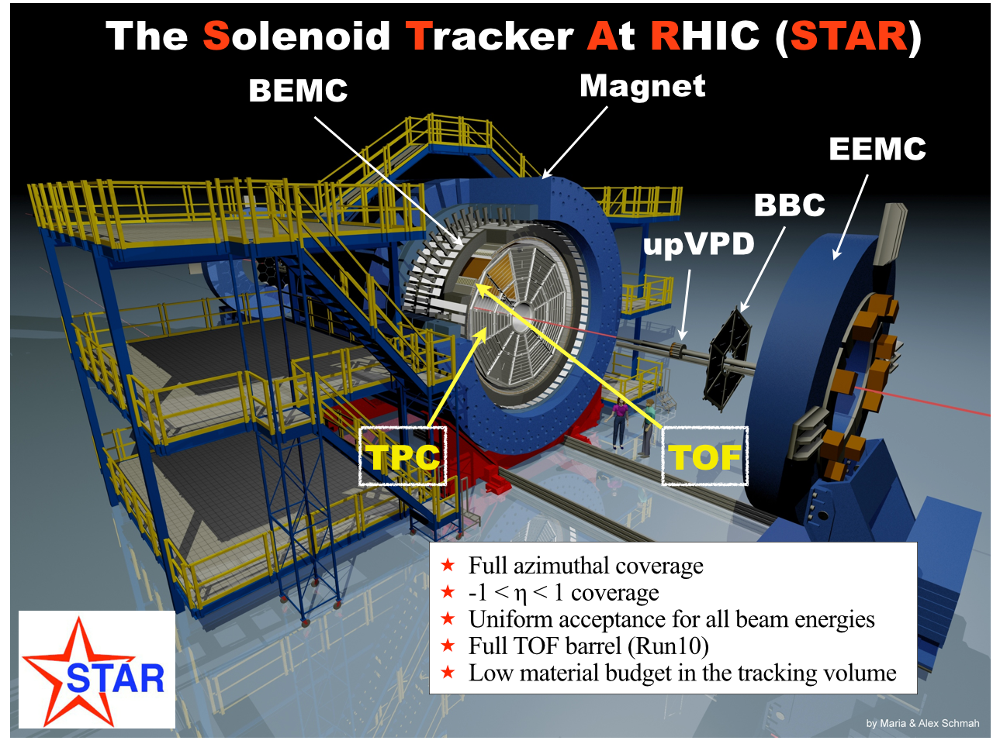 The Solenoid Tracker At RHIC (STAR)
BEMC
Magnet
EEMC
BBC
upVPD
TPC
TOF
★ Full azimuthal coverage
★ -1 < η < 1 coverage
★ Uniform acceptance for all beam energies
★ Full TOF barrel (Run10)
★ Low material budget in the tracking volume
STAR
by Maria & Alex Schmah